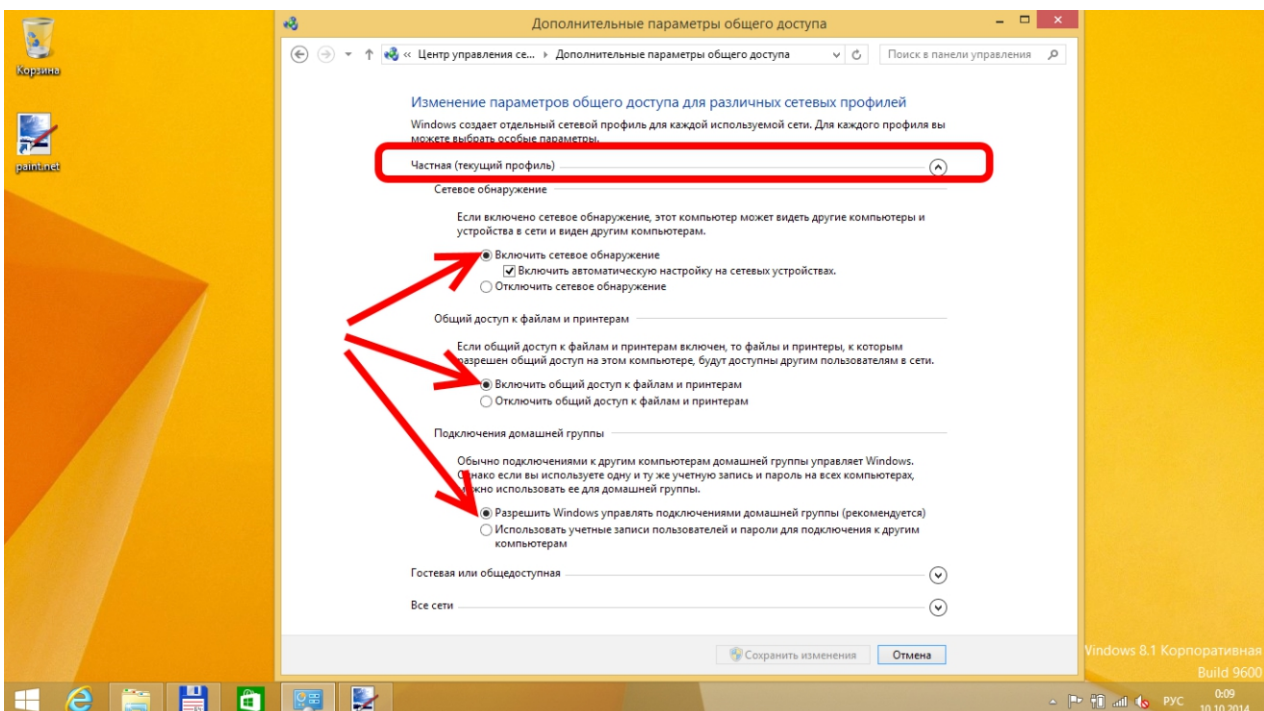 Корзина
paint.net
Дополнительные параметры общего доступа
« Центр управления се... Дополнительные параметры общего доступа
Поиск в панели управления
Изменение параметров общего доступа для различных сетевых профилей
Windows создает отдельный сетевой профиль для каждой используемой сети. Для каждого профиля вы
можете выбрать особые параметры.
Частная (текущий профиль)
Сетевое обнаружение
Если включено сетевое обнаружение, этот компьютер может видеть другие компьютеры и
устройства в сети и виден другим компьютерам.
Включить сетевое обнаружение
Включить автоматическую настройку на сетевых устройствах.
Отключить сетевое обнаружение
Общий доступ к файлам и принтерам
Если общий доступ к файлам и принтерам включен, то файлы и принтеры, к которым
разрешен общий доступ на этом компьютере, будут доступны другим пользователям в сети.
Включить общий доступ к файлам и принтерам
Отключить общий доступ к файлам и принтерам
Подключения домашней группы
Обычно подключениями к другим компьютерам домашней группы управляет Windows.
Однако если вы используете одну и ту же учетную запись и пароль на всех компьютерах,
можно использовать ее для домашней группы.
Разрешить Windows управлять подключениями домашней группы (рекомендуется)
Использовать учетные записи пользователей и пароли для подключения к другим
компьютерам
Гостевая или общедоступная
Все сети
Сохранить изменения
Отмена
Windows 8.1 Корпоративная
Build 9600
РУС
0:09
10.10.2014